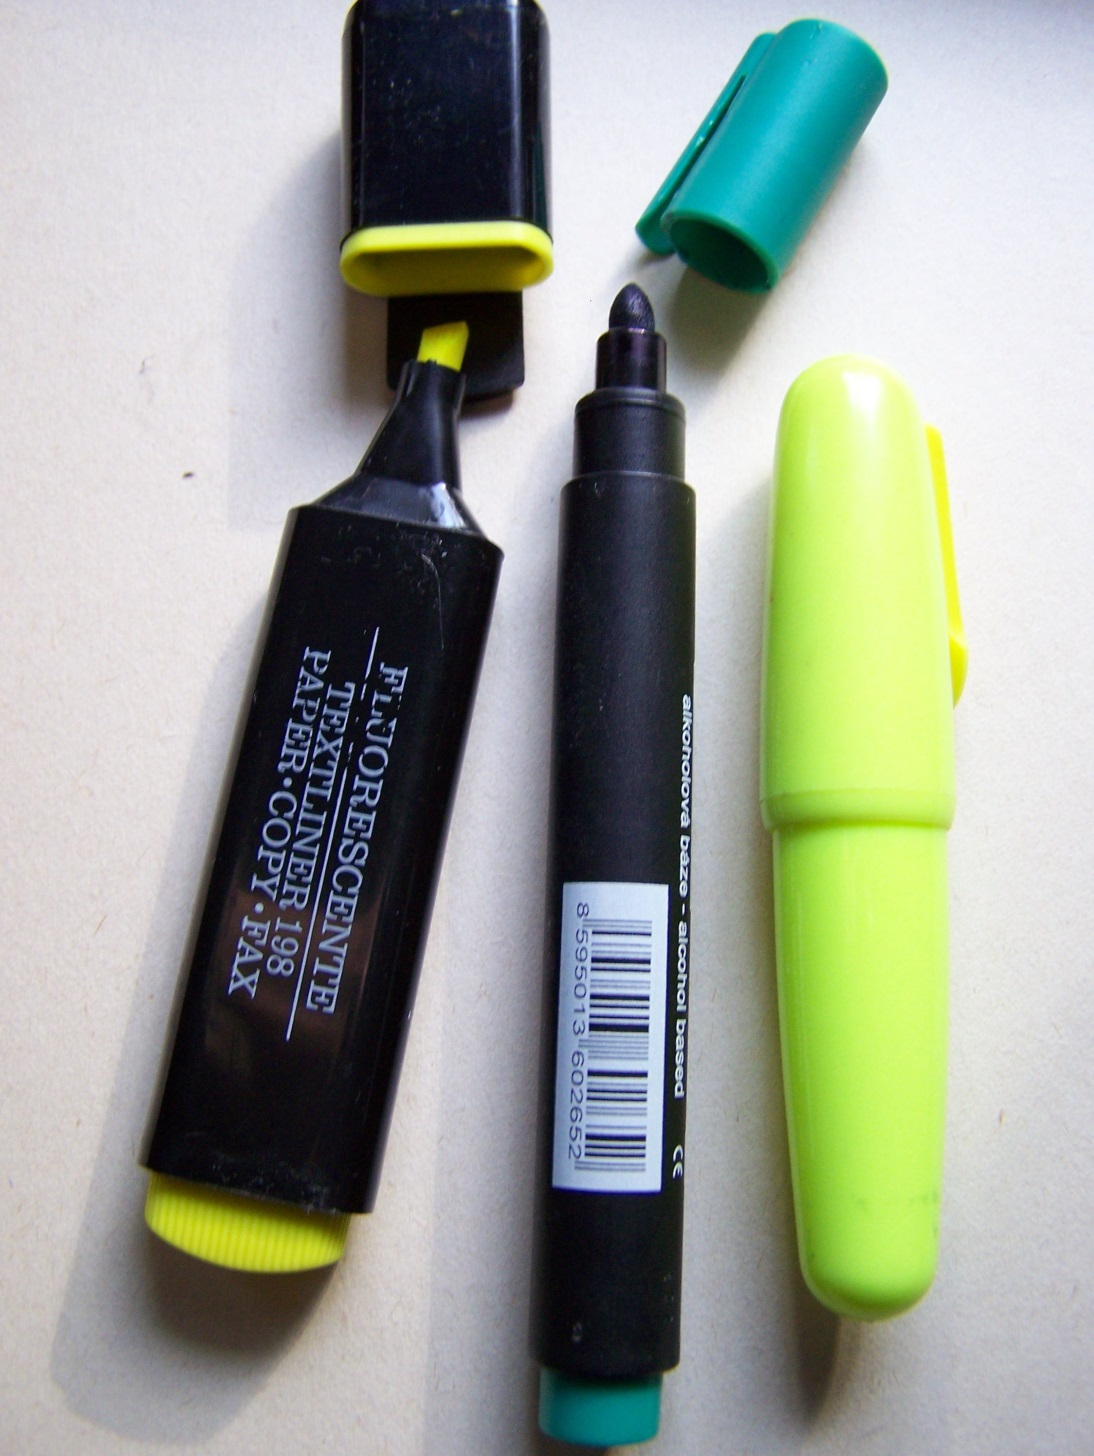 FLUORESCENTE
TEXTLINER 198
PAPER•COPY•FAX
alkoholová báze - alcohol based CE
8 595013 602652